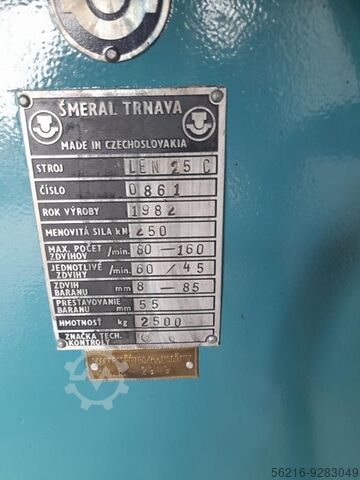 ŠMERAL TRNAVA
MADE IN CZECHOSLOVAKIA
STROJ LEN 25 C
ČÍSLO 0861
ROK VÝROBY 1982
MENOVITÁ SILA kN 250
MAX. POČET ZDVIHOV /min. 80-160
JEDNOTLIVÉ ZDVIHY /min. 60/45
ZDVIH BARANU mm 8-85
PRESTAVOVANIE BARANU mm 55
HMOTNOSŤ kg 2500
ZNAČKA TECH. KONTROLY
56216-9283049